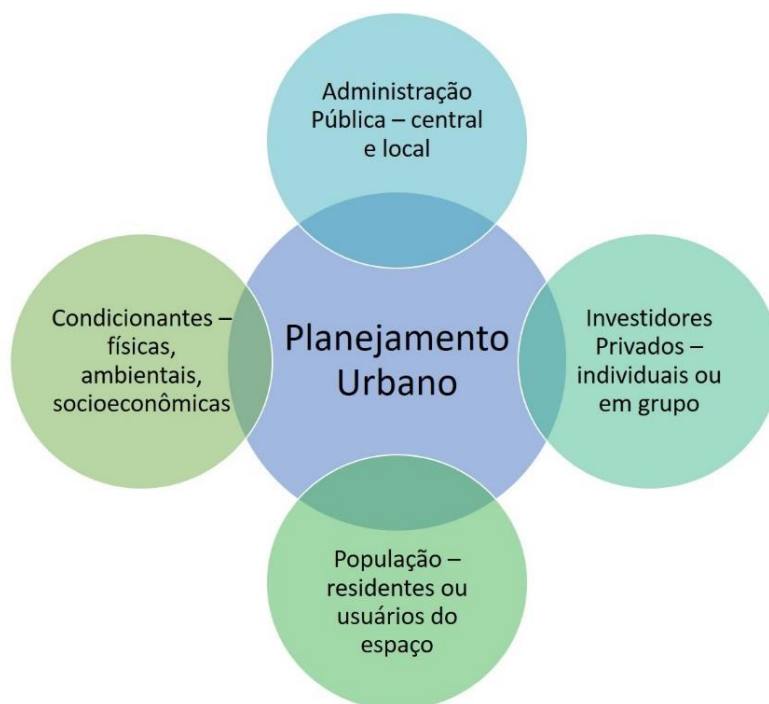 Administração
Pública – central
e local
Condicionantes –
físicas,
ambientais,
socioeconômicas
Planejamento
Urbano
Investidores
Privados –
individuais ou
em grupo
População –
residentes ou
usuários do
espaço